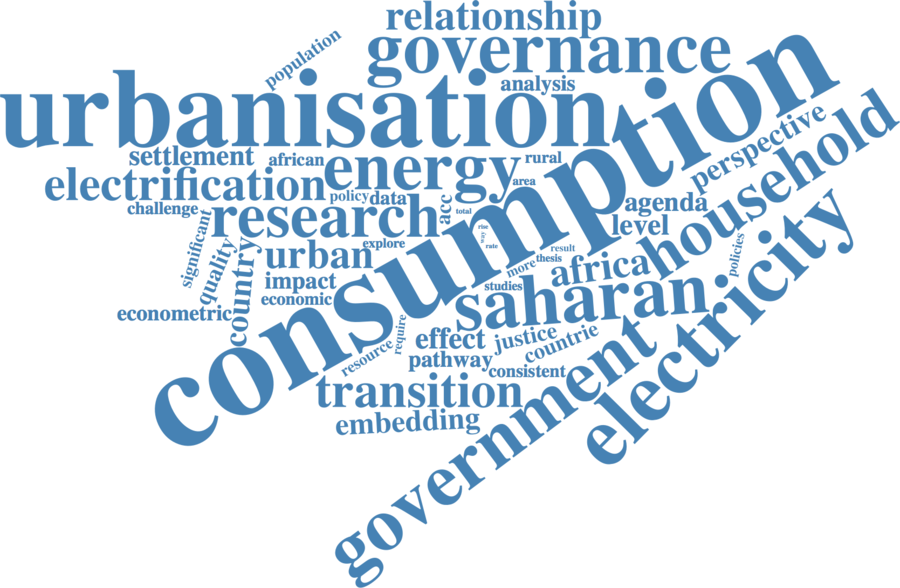 relationship
population
governance
analysis
urbanisation
consumption
perspective
household
settlement
african
energy
rural
area
electrification
policy
data
acc
total
agenda
level
challenge
research
rise
way
rate
significant
quality
country
urban
explore
result
thesis
more
policies
africa
electricity
impact
economic
studies
saharan
econometric
require
resource
effect
justice
countrie
pathway
consistent
government
transition
embedding